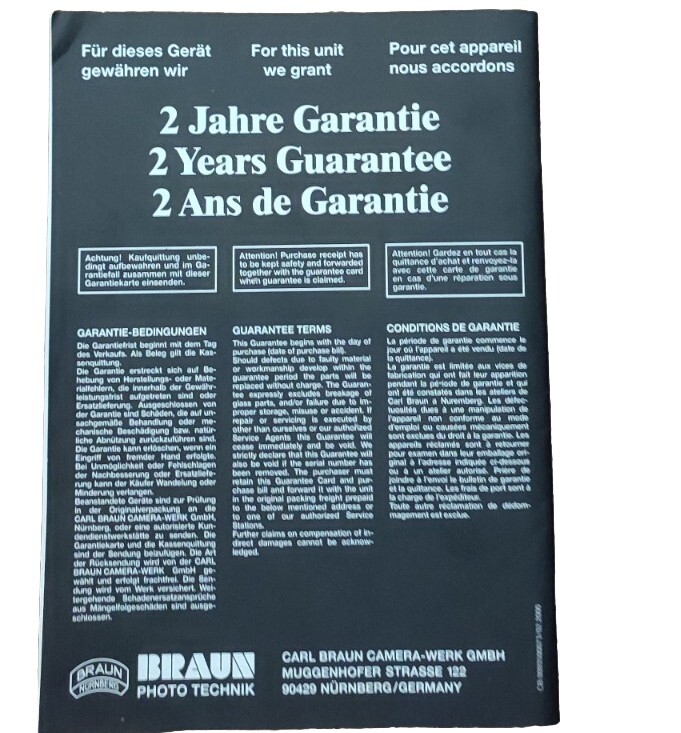 Für dieses Gerät
gewähren wir
For this unit
we grant
Pour cet appareil
nous accordons
2 Jahre Garantie
2 Years Guarantee
2 Ans de Garantie
Achtung! Kaufquittung unbe-
dingt aufbewahren und im Ga-
rantiefall zusammen mit dieser
Garantiekarte einsenden.
Attention! Purchase receipt has
to be kept safety and forwarded
together with the guarantee card
when guarantee is claimed.
Attention! Gardez en tout cas la
quittance d'achat et renvoyez-la
avec cette carte de garantie
en cas d'une réparation sous
garantie.
GARANTIE-BEDINGUNGEN
Die Garantiefrist beginnt mit dem Tag
des Verkaufs. Als Beleg gilt die Kas-
senquittung.
Die Garantie erstreckt sich auf Be-
hebung von Herstellungs- oder Mate-
rialfehlern, die innerhalb der Gewähr-
leistungsfrist aufgetreten sind oder
Ersatzlieferung. Ausgeschlossen von
der Garantie sind Schäden, die auf un-
sachgemäße Behandlung oder me-
chanische Beschädigung bzw. natür-
liche Abnützung zurückzuführen sind.
Die Garantie kann erlöschen, wenn ein
Eingriff von fremder Hand erfolgte.
Bei Unmöglichkeit oder Fehlschlagen
der Nachbesserung oder Ersatzliefe-
rung kann der Käufer Wandelung oder
Minderung verlangen.
Beanstandete Geräte sind zur Prüfung
in der Originalverpackung an die
CARL BRAUN CAMERA-WERK GmbH,
Nürnberg, oder eine autorisierte Kun-
dendienstwerkstätte zu senden. Die
Garantiekarte und die Kassenquittung
sind der Sendung beizufügen. Die Art
der Rücksendung wird von der CARL
BRAUN CAMERA-WERK GmbH ge-
wählt und erfolgt frachtfrei. Die Sen-
dung wird vom Werk versichert. Wei-
tergehende Schadenersatzansprüche
aus Mängelfolgeschäden sind ausge-
schlossen.
GUARANTEE TERMS
This Guarantee begins with the day of
purchase (date of purchase bill).
Should defects due to faulty material
or workmanship develop within the
guarantee period the parts will be
replaced without charge. The Guaran-
tee expressly excludes breakage of
glass parts, and/or failure due to im-
proper storage, misuse or accident. If
repair or servicing is executed by
other than ourselves or our authorized
Service Agents this Guarantee will
cease immediately and be void. We
strictly declare that this Guarantee will
also be void if the serial number has
been removed. The purchaser must
retain this Guarantee Card and pur-
chase bill and forward it with the unit
in the original packing freight prepaid
to the below mentioned address or
to one of our authorized Service
Stations.
Further claims on compensation of in-
direct damages cannot be acknow-
ledged.
CONDITIONS DE GARANTIE
La période de garantie commence le
jour où l'appareil a été vendu (date de
la quittance).
La garantie est limitée aux vices de
fabrication qui ont fait leur apparition
pendant la période de garantie et qui
ont été constatés dans les ateliers de
Carl Braun a Nuremberg. Les défec-
tuosités dues à une manipulation de
l'appareil non conforme au mode
d'emploi ou causées mécaniquement
sont exclues du droit à la garantie. Les
appareils réclamés sont à retourner
pour examen dans leur emballage ori-
ginal à l'adresse indiquée ci-dessous
ou à un atelier autorisé. Prière de
joindre à l'envoi le bulletin de garantie
et la quittance. Les frais de port sont à
la charge de l'expéditeur.
Toute autre réclamation de dédom-
magement est exclue.
BRAUN
NÜRNBERG
BRAUN
PHOTO TECHNIK
CARL BRAUN CAMERA-WERK GMBH
MUGGENHOFER STRASSE 122
90429 NÜRNBERG/GERMANY